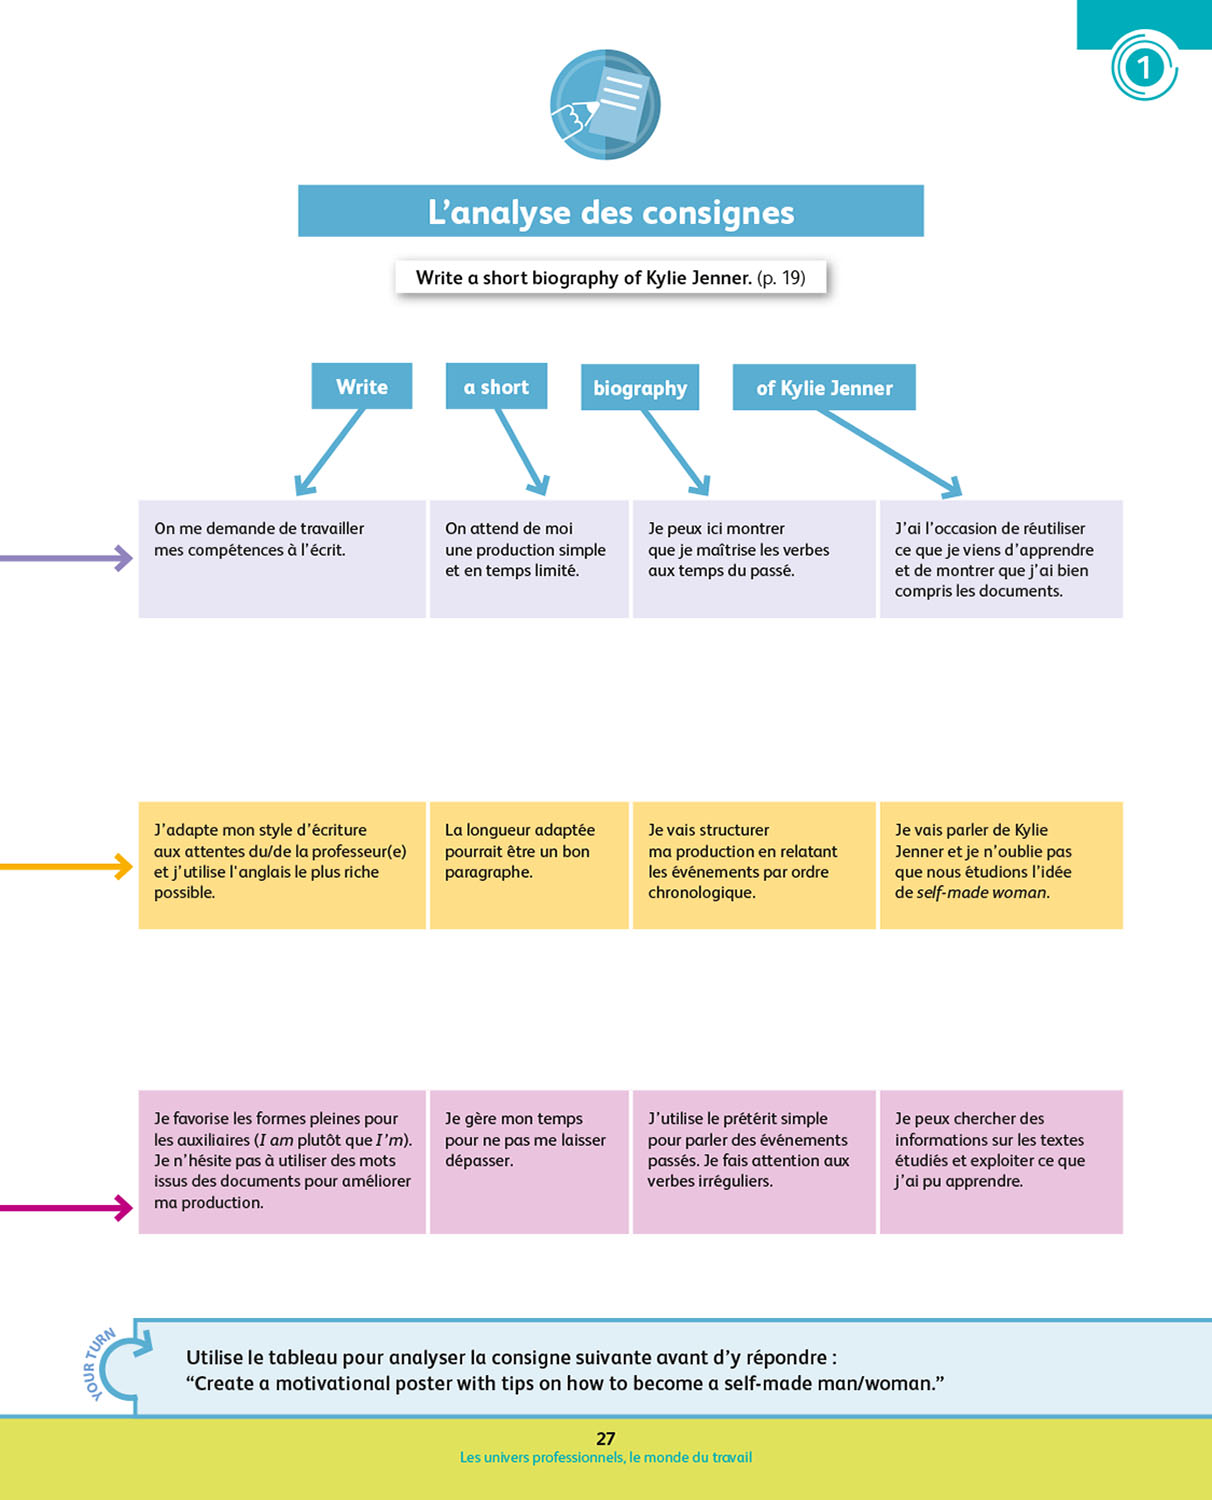 1
L’analyse des consignes
Write a short biography of Kylie Jenner. (p. 19)
Write
a short
biography
of Kylie Jenner
On me demande de travailler
mes compétences à l’écrit.
On attend de moi
une production simple
et en temps limité.
Je peux ici montrer
que je maîtrise les verbes
aux temps du passé.
J’ai l’occasion de réutiliser
ce que je viens d’apprendre
et de montrer que j’ai bien
compris les documents.
J’adapte mon style d’écriture
aux attentes du/de la professeur(e)
et j’utilise l'anglais le plus riche
possible.
La longueur adaptée
pourrait être un bon
paragraphe.
Je vais structurer
ma production en relatant
les événements par ordre
chronologique.
Je vais parler de Kylie
Jenner et je n’oublie pas
que nous étudions l’idée
de self-made woman.
Je favorise les formes pleines pour
les auxiliaires (I am plutôt que I’m).
Je n’hésite pas à utiliser des mots
issus des documents pour améliorer
ma production.
Je gère mon temps
pour ne pas me laisser
dépasser.
J’utilise le prétérit simple
pour parler des événements
passés. Je fais attention aux
verbes irréguliers.
Je peux chercher des
informations sur les textes
étudiés et exploiter ce que
j’ai pu apprendre.
YOUR TURN
Utilise le tableau pour analyser la consigne suivante avant d’y répondre :
“Create a motivational poster with tips on how to become a self-made man/woman.”
27
Les univers professionnels, le monde du travail